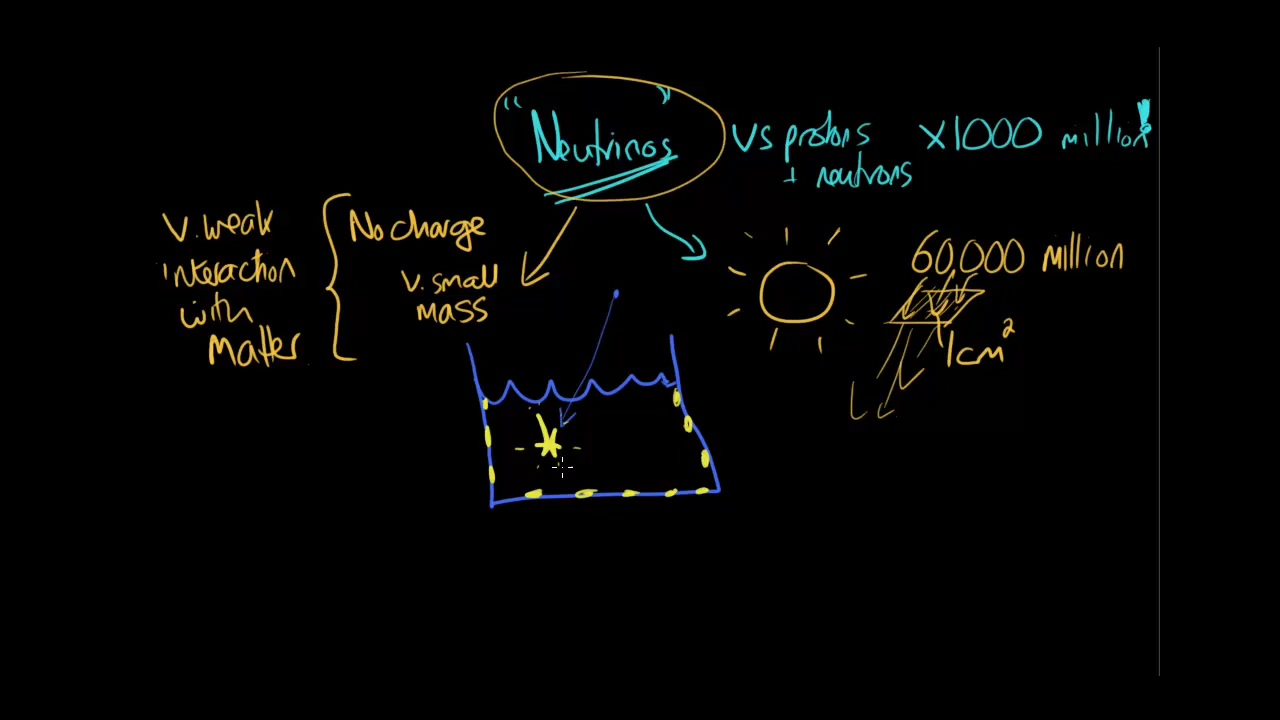 "Neutrinos"
Vs protons
+ neutrons
x1000 million!
V. weak
interaction
with
Matter
No charge
V. small
mass
60,000 million
1cm²